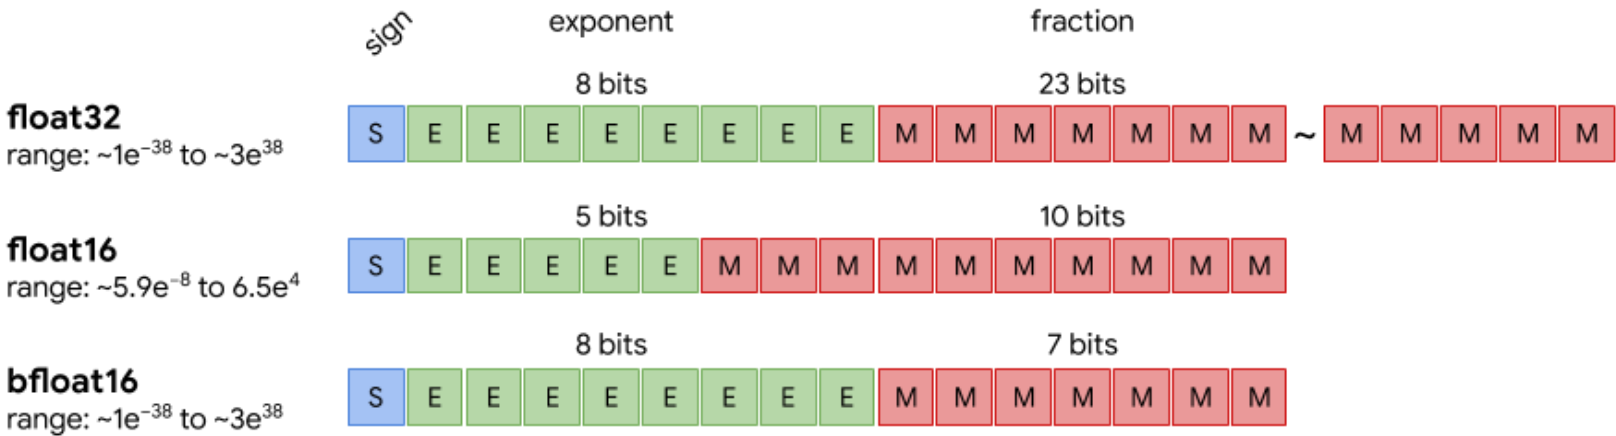 sign exponent fraction
8 bits 23 bits
float32
range: ~1e⁻³⁸ to ~3e³⁸
S E E E E E E E E M M M M M M M ~ M M M M M
5 bits 10 bits
float16
range: ~5.9e⁻⁸ to 6.5e⁴
S E E E E E M M M M M M M M M M
8 bits 7 bits
bfloat16
range: ~1e⁻³⁸ to ~3e³⁸
S E E E E E E E E M M M M M M M